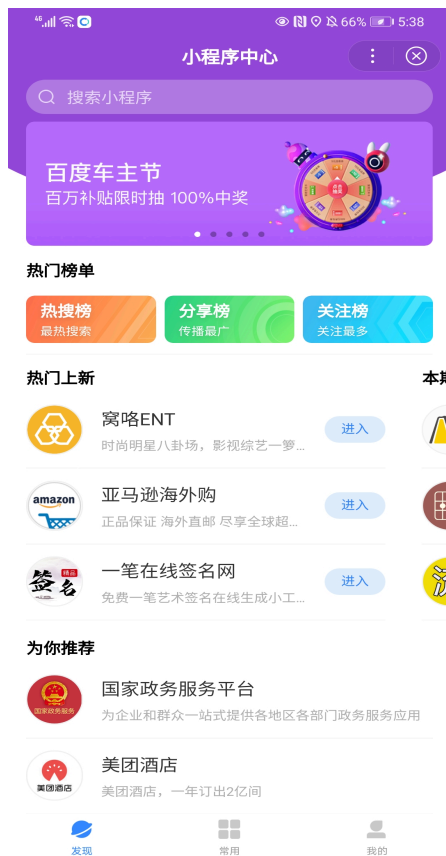 4G 66% 5:38
小程序中心
搜索小程序
百度车主节
百万补贴限时抽 100%中奖
热门榜单
热搜榜 分享榜 关注榜
最热搜索 传播最广 关注最多
热门上新
窝咯ENT
时尚明星八卦场，影视综艺一箩...
进入
amazon
亚马逊海外购
正品保证 海外直邮 尽享全球超...
进入
签名
精品
一笔在线签名网
免费一笔艺术签名在线生成小工...
进入
为你推荐
国家政务服务
国家政务服务平台
为企业和群众一站式提供各地区各部门政务服务应用
美团酒店
美团酒店
美团酒店，一年订出2亿间
发现 常用 我的